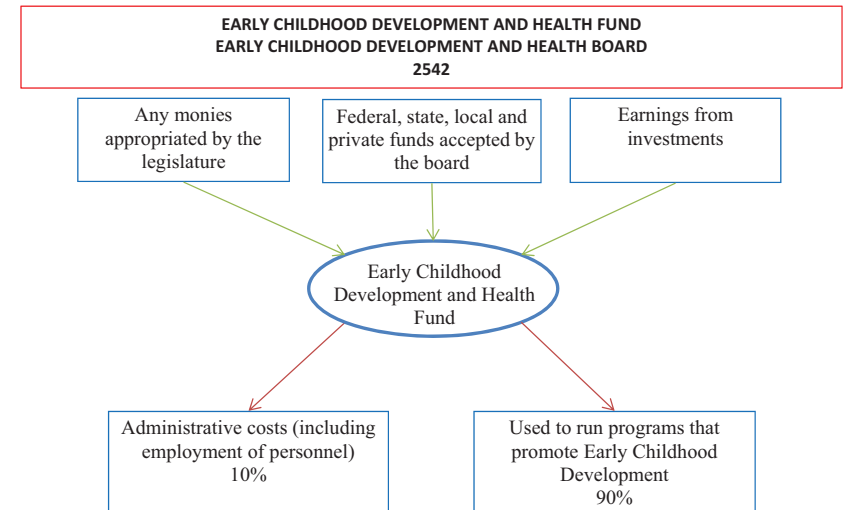 EARLY CHILDHOOD DEVELOPMENT AND HEALTH FUND
EARLY CHILDHOOD DEVELOPMENT AND HEALTH BOARD
2542
Any monies
appropriated by the
legislature
Federal, state, local and
private funds accepted by
the board
Earnings from
investments
Early Childhood
Development and Health
Fund
Administrative costs (including
employment of personnel)
10%
Used to run programs that
promote Early Childhood
Development
90%